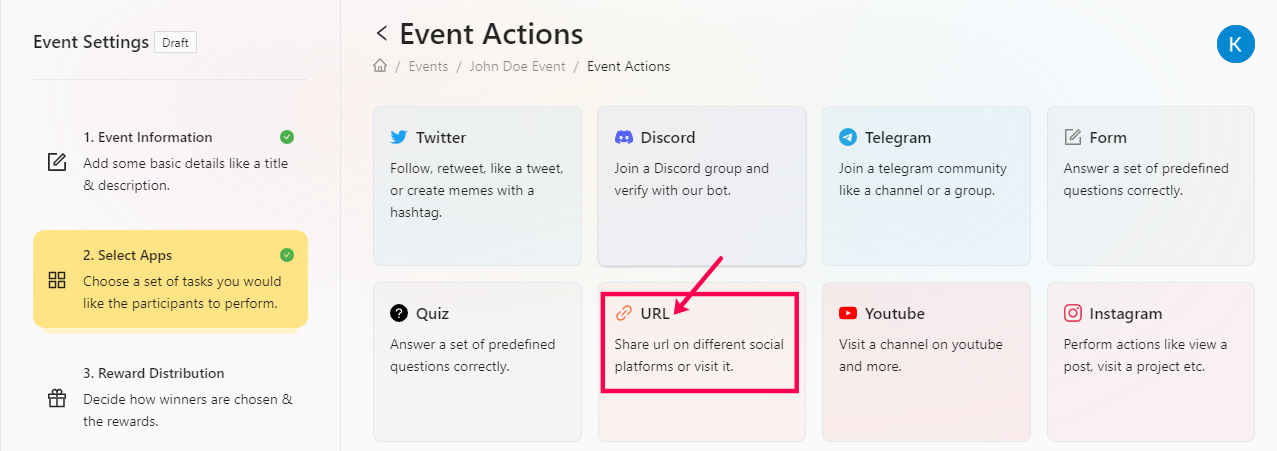 Event Settings Draft
1. Event Information
Add some basic details like a title
& description.
2. Select Apps
Choose a set of tasks you would
like the participants to perform.
3. Reward Distribution
Decide how winners are chosen &
the rewards.
Event Actions
K
/ Events / John Doe Event / Event Actions
Twitter
Follow, retweet, like a tweet,
or create memes with a
hashtag.
Discord
Join a Discord group and
verify with our bot.
Telegram
Join a telegram community
like a channel or a group.
Form
Answer a set of predefined
questions correctly.
Quiz
Answer a set of predefined
questions correctly.
URL
Share url on different social
platforms or visit it.
Youtube
Visit a channel on youtube
and more.
Instagram
Perform actions like view a
post, visit a project etc.